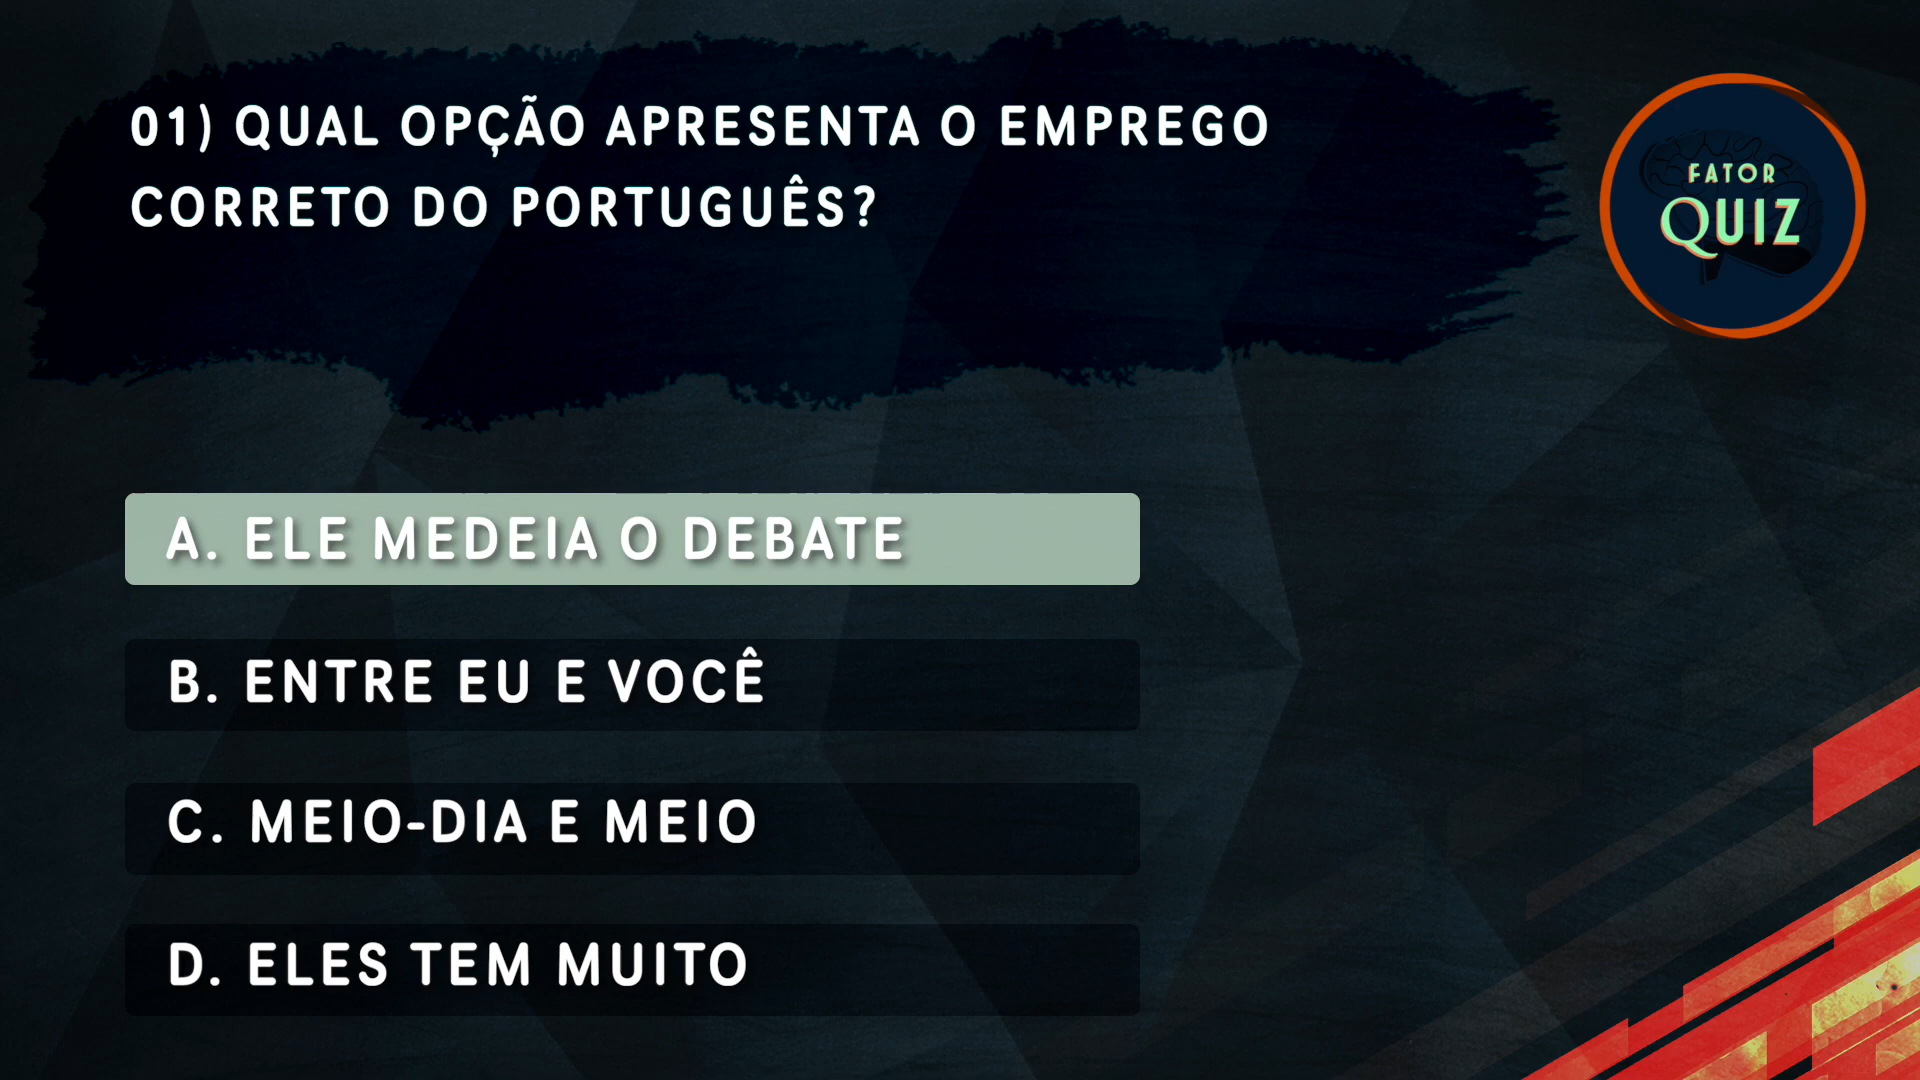 01) QUAL OPÇÃO APRESENTA O EMPREGO
CORRETO DO PORTUGUÊS?
FATOR
QUIZ
A. ELE MEDEIA O DEBATE
B. ENTRE EU E VOCÊ
C. MEIO-DIA E MEIO
D. ELES TEM MUITO